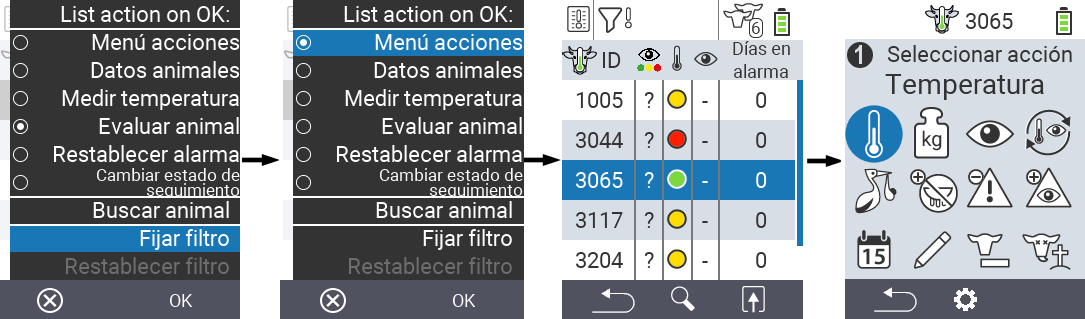 List action on OK:
Menú acciones
Datos animales
Medir temperatura
Evaluar animal
Restablecer alarma
Cambiar estado de
seguimiento
Buscar animal
Fijar filtro
Restablecer filtro
OK
List action on OK:
Menú acciones
Datos animales
Medir temperatura
Evaluar animal
Restablecer alarma
Cambiar estado de
seguimiento
Buscar animal
Fijar filtro
Restablecer filtro
OK
6
ID
Días en
alarma
1005 ? - 0
3044 ? - 0
3065 ? - 0
3117 ? - 0
3204 ? - 0
3065
1 Seleccionar acción
Temperatura
kg
15